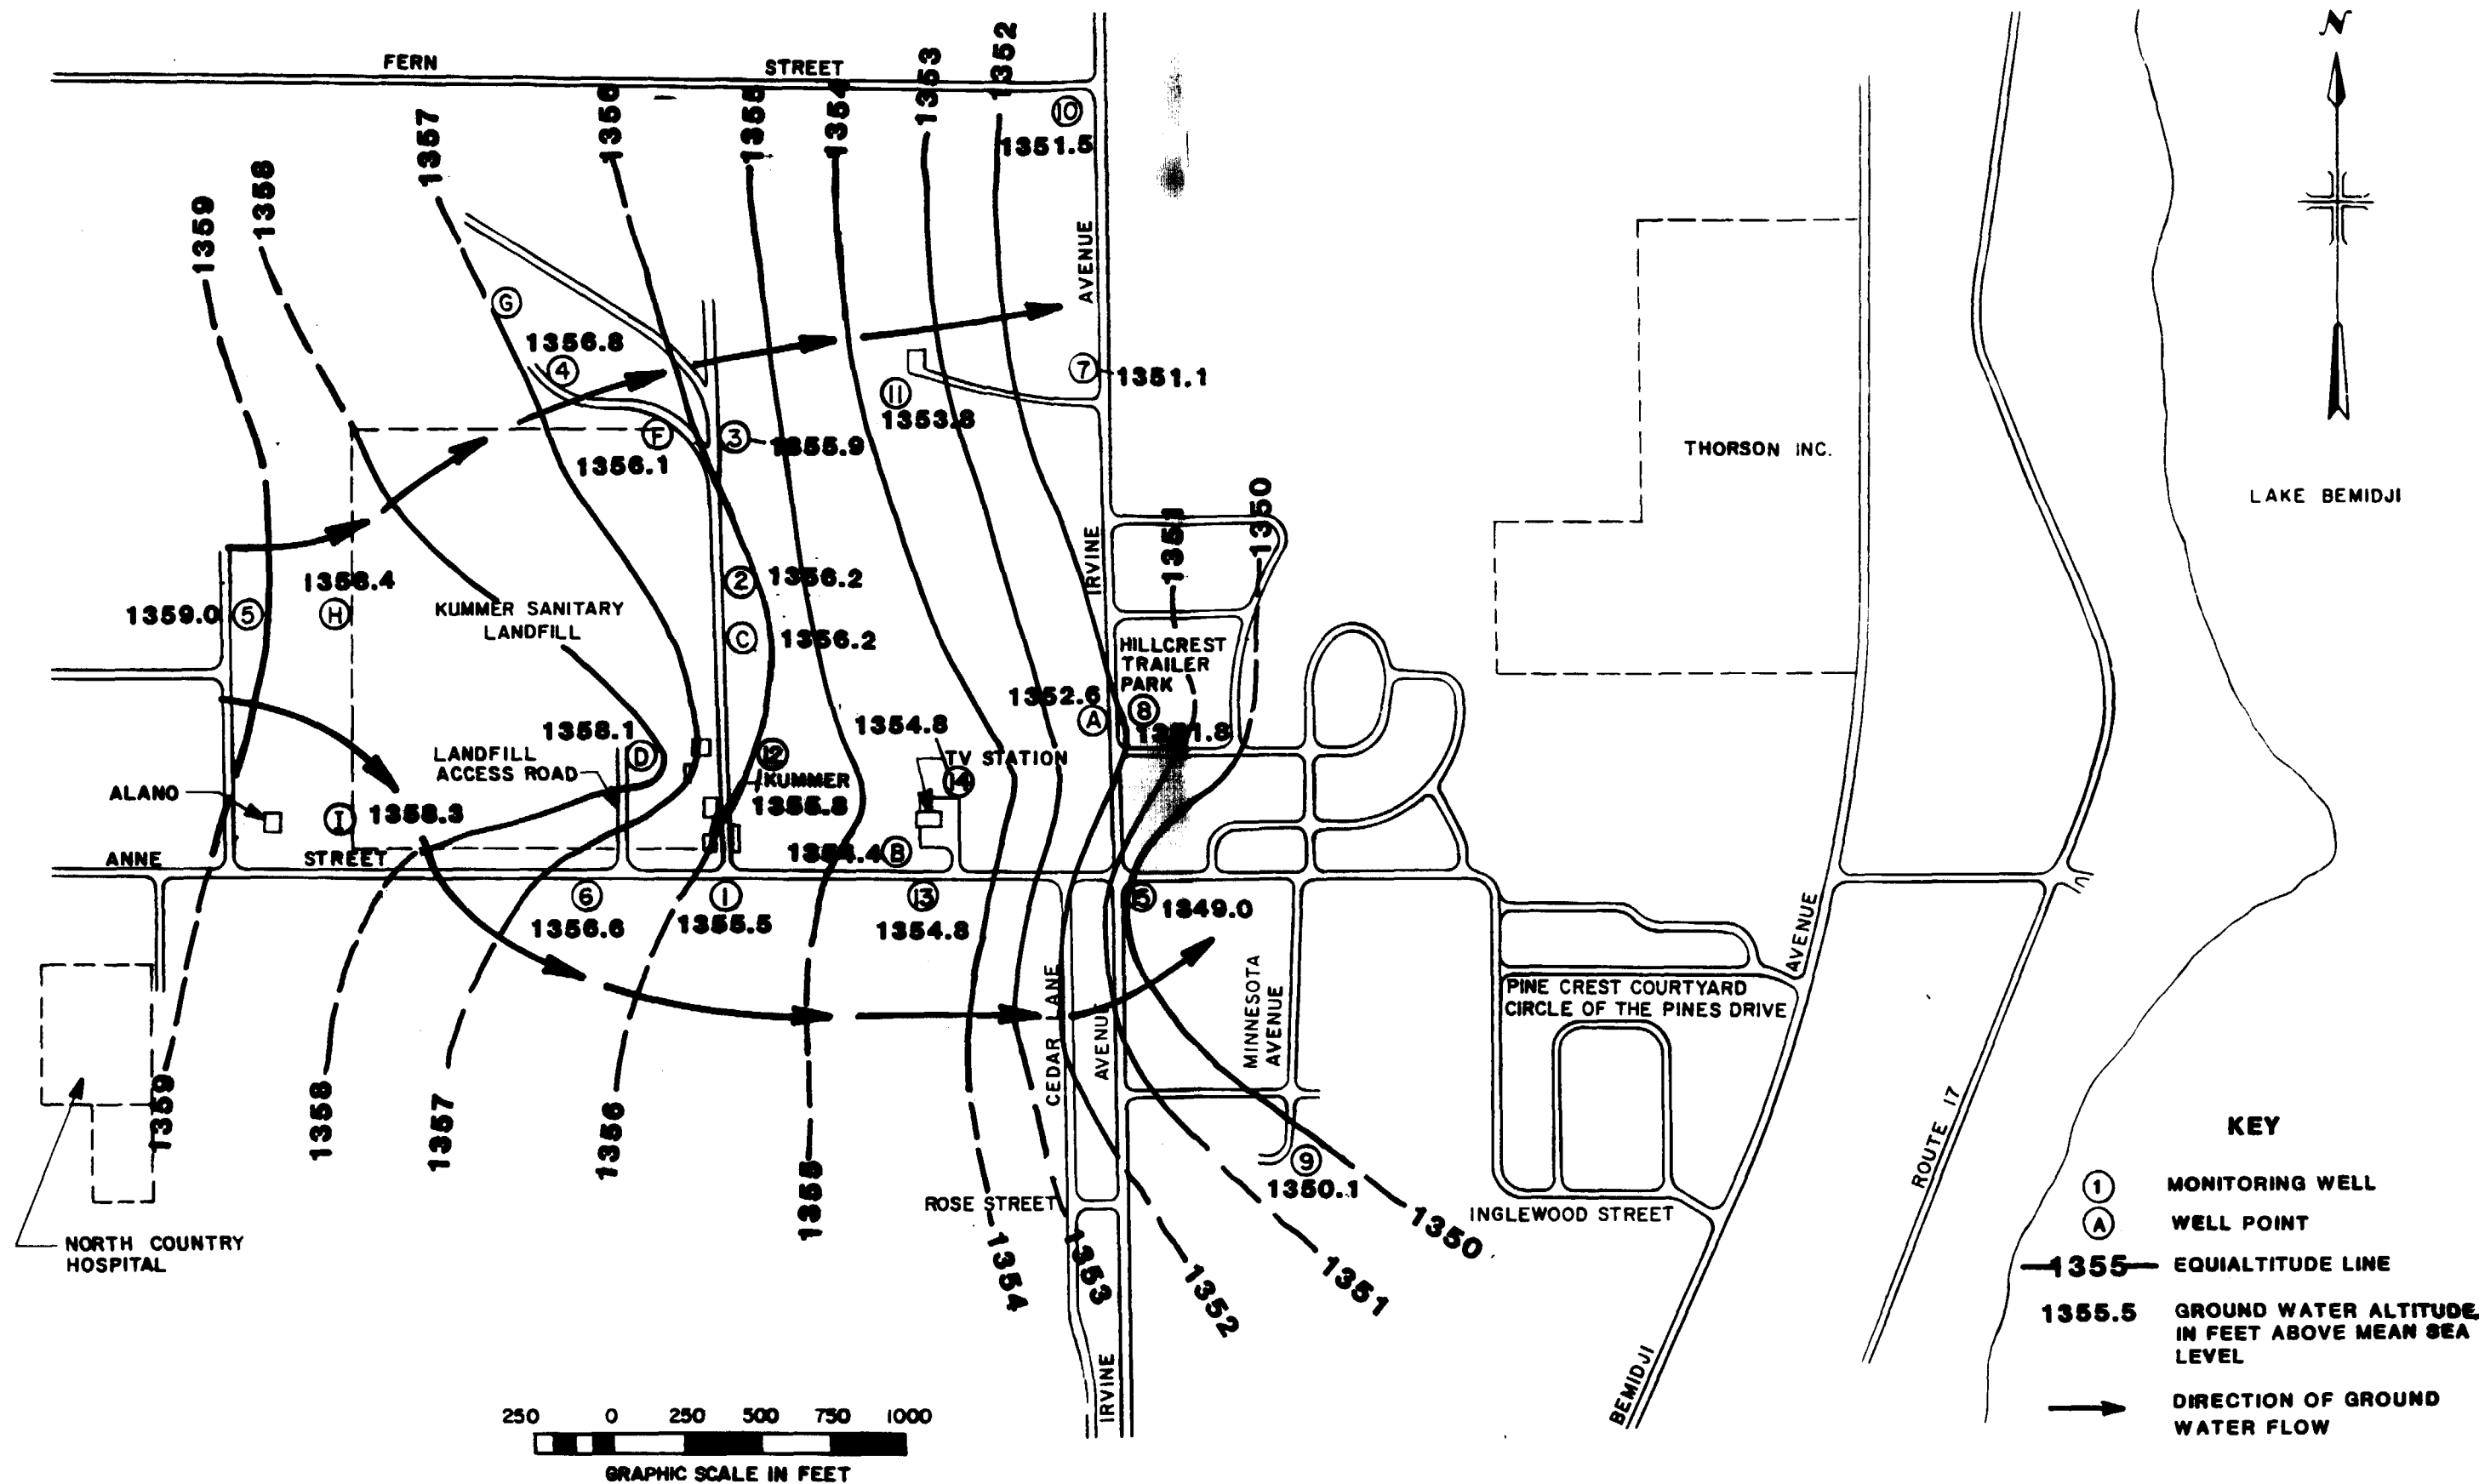 FERN STREET
N
1359
1358
1357
1356
1355
1354
1353
1352
10
1351.5
AVENUE
G
1356.8
4
7
1351.1
11
1353.8
F
1356.1
3
1355.9
THORSON INC.
LAKE BEMIDJI
1351
1350
IRVINE
1358.4
H
1359.0
5
2
1356.2
KUMMER SANITARY
LANDFILL
C
1356.2
HILLCREST
TRAILER
PARK
1352.6
A
8
1351.8
1358.1
D
LANDFILL
ACCESS ROAD
12
KUMMER
1355.8
1354.8
TV STATION
14
ALANO
I
1358.3
ANNE STREET
1354.4
B
6
1356.6
1
1355.5
13
1354.8
15
1349.0
AVENUE
PINE CREST COURTYARD
CIRCLE OF THE PINES DRIVE
CEDAR LANE
AVENUE
MINNESOTA
AVENUE
1359
1358
1357
1356
1355
1354
1353
1352
1351
1350
9
1350.1
ROSE STREET
INGLEWOOD STREET
ROUTE 17
NORTH COUNTRY
HOSPITAL
IRVINE
BEMIDJI
KEY
1 MONITORING WELL
A WELL POINT
1355 EQUIALTITUDE LINE
1355.5 GROUND WATER ALTITUDE,
IN FEET ABOVE MEAN SEA
LEVEL
DIRECTION OF GROUND
WATER FLOW
250 0 250 500 750 1000
GRAPHIC SCALE IN FEET